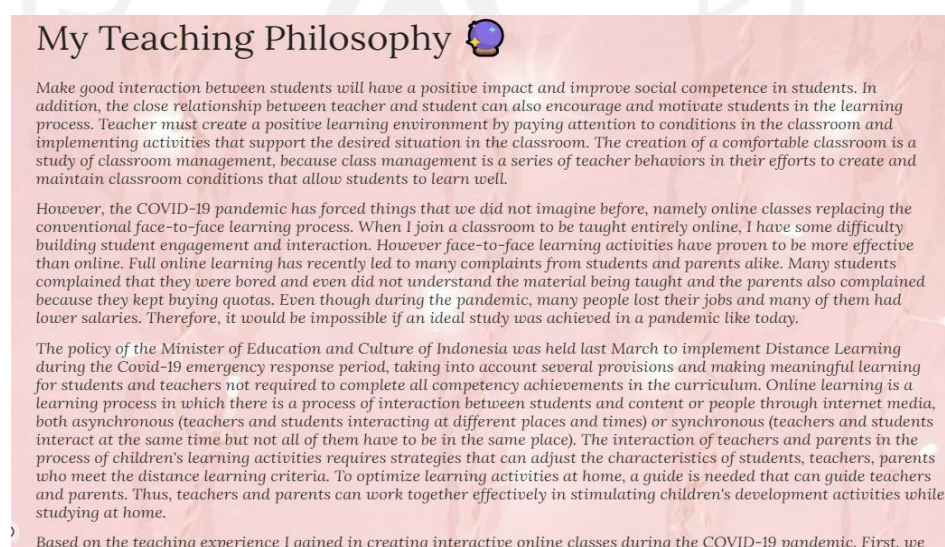 My Teaching Philosophy
Make good interaction between students will have a positive impact and improve social competence in students. In
addition, the close relationship between teacher and student can also encourage and motivate students in the learning
process. Teacher must create a positive learning environment by paying attention to conditions in the classroom and
implementing activities that support the desired situation in the classroom. The creation of a comfortable classroom is a
study of classroom management, because class management is a series of teacher behaviors in their efforts to create and
maintain classroom conditions that allow students to learn well.
However, the COVID-19 pandemic has forced things that we did not imagine before, namely online classes replacing the
conventional face-to-face learning process. When I join a classroom to be taught entirely online, I have some difficulty
building student engagement and interaction. However face-to-face learning activities have proven to be more effective
than online. Full online learning has recently led to many complaints from students and parents alike. Many students
complained that they were bored and even did not understand the material being taught and the parents also complained
because they kept buying quotas. Even though during the pandemic, many people lost their jobs and many of them had
lower salaries. Therefore, it would be impossible if an ideal study was achieved in a pandemic like today.
The policy of the Minister of Education and Culture of Indonesia was held last March to implement Distance Learning
during the Covid-19 emergency response period, taking into account several provisions and making meaningful learning
for students and teachers not required to complete all competency achievements in the curriculum. Online learning is a
learning process in which there is a process of interaction between students and content or people through internet media,
both asynchronous (teachers and students interacting at different places and times) or synchronous (teachers and students
interact at the same time but not all of them have to be in the same place). The interaction of teachers and parents in the
process of children's learning activities requires strategies that can adjust the characteristics of students, teachers, parents
who meet the distance learning criteria. To optimize learning activities at home, a guide is needed that can guide teachers
and parents. Thus, teachers and parents can work together effectively in stimulating children's development activities while
studying at home.
Based on the teaching experience I gained in creating interactive online classes during the COVID-19 pandemic. First, we